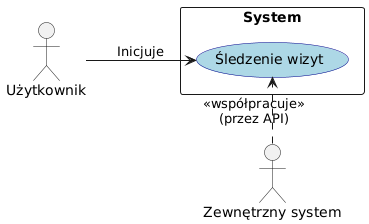 System
Inicjuje
Śledzenie wizyt
Użytkownik
«współpracuje»
(przez API)
Zewnętrzny system